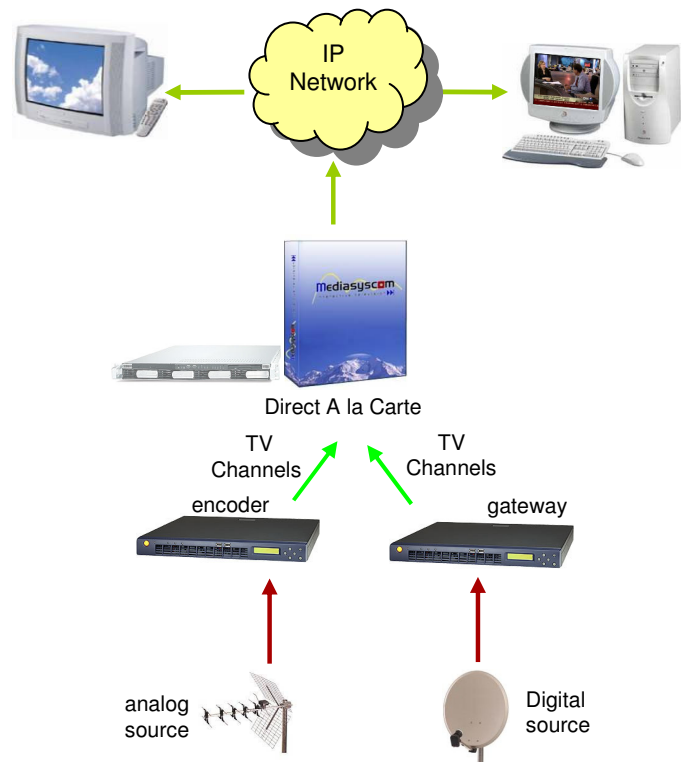 IP
Network
Mediasyscom
Direct A la Carte
TV
Channels
TV
Channels
encoder
gateway
analog
source
Digital
source